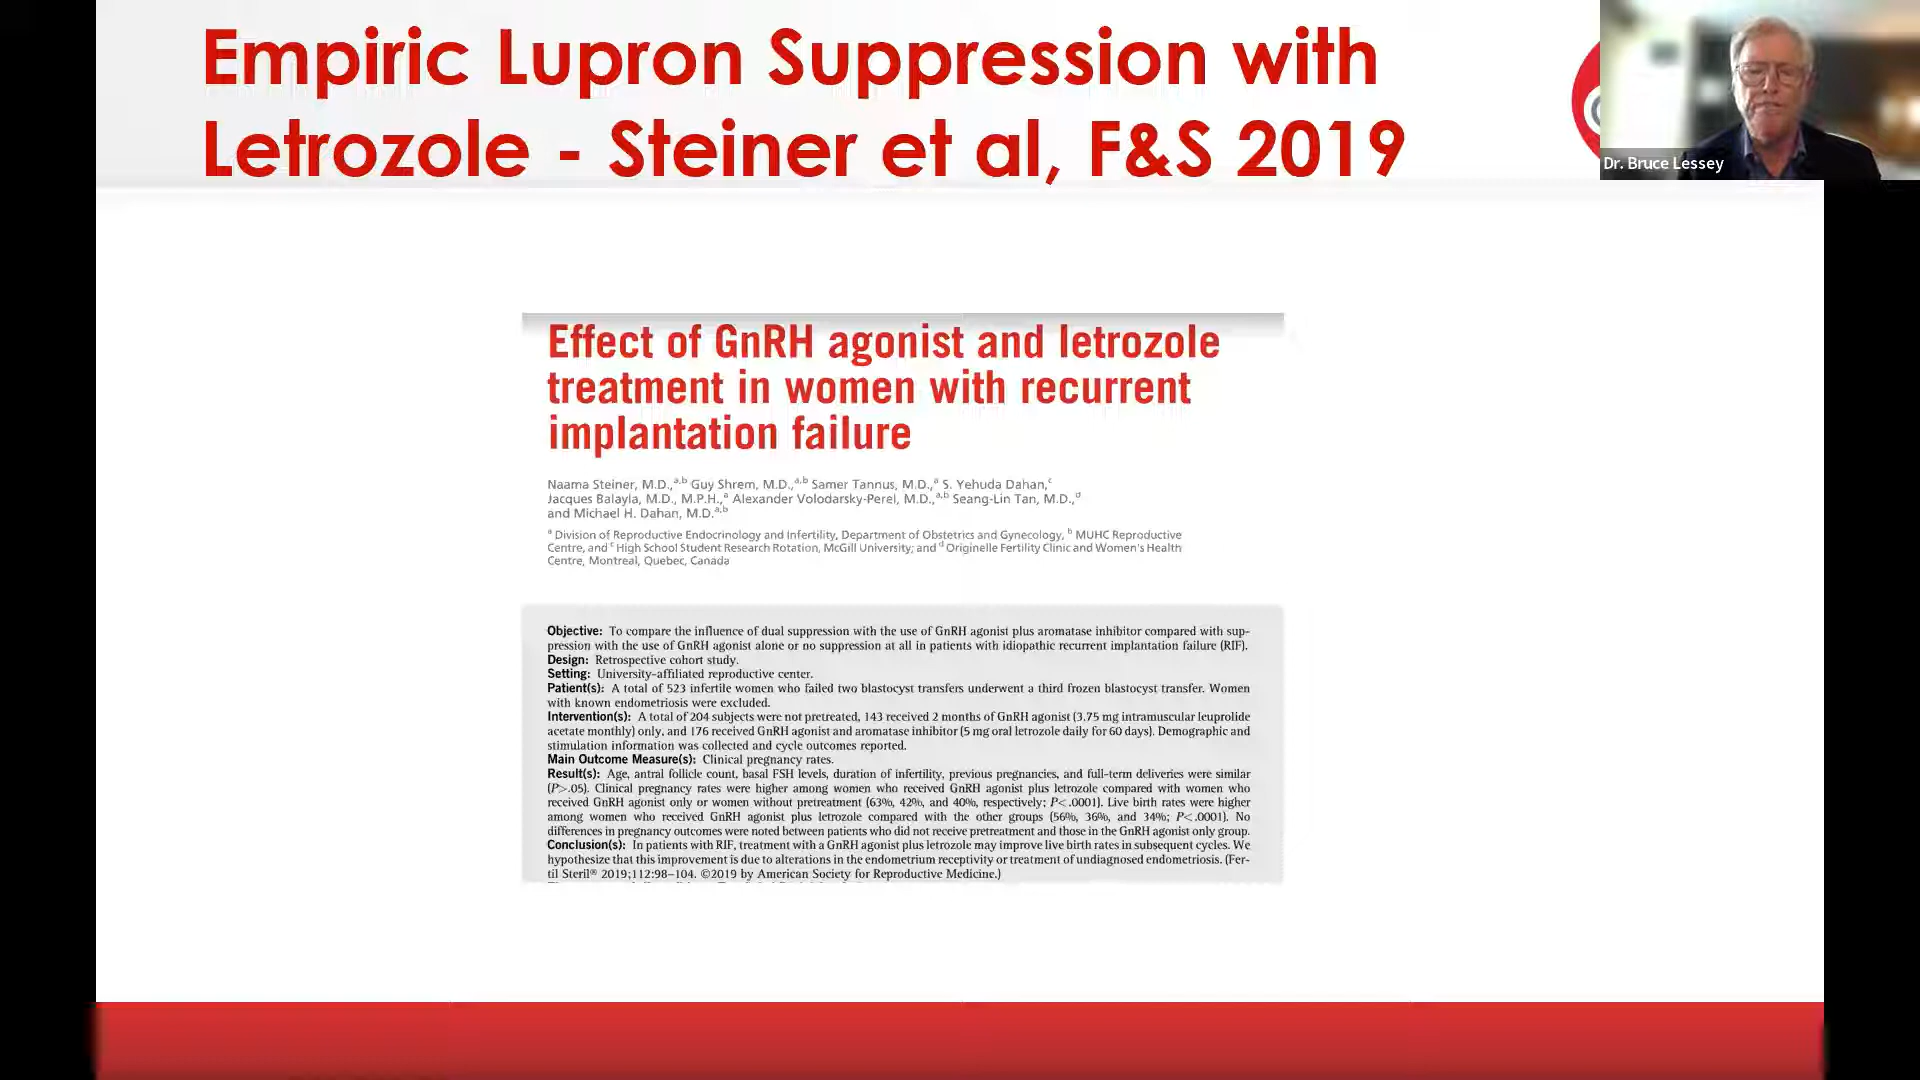 Empiric Lupron Suppression with
Letrozole - Steiner et al, F&S 2019
Dr. Bruce Lessey
Effect of GnRH agonist and letrozole
treatment in women with recurrent
implantation failure
Naama Steiner, M.D.,a,b Guy Shrem, M.D.,a,b Samer Tannus, M.D.,a S. Yehuda Dahan,c
Jacques Balayla, M.D., M.P.H.,a Alexander Volodarsky-Perel, M.D.,a,b Seang-Lin Tan, M.D.,d
and Michael H. Dahan, M.D.a,b
a Division of Reproductive Endocrinology and Infertility, Department of Obstetrics and Gynecology, b MUHC Reproductive
Centre, and c High School Student Research Rotation, McGill University; and d Originelle Fertility Clinic and Women's Health
Centre, Montreal, Quebec, Canada
Objective: To compare the influence of dual suppression with the use of GnRH agonist plus aromatase inhibitor compared with sup-
pression with the use of GnRH agonist alone or no suppression at all in patients with idiopathic recurrent implantation failure (RIF).
Design: Retrospective cohort study.
Setting: University-affiliated reproductive center.
Patient(s): A total of 523 infertile women who failed two blastocyst transfers underwent a third frozen blastocyst transfer. Women
with known endometriosis were excluded.
Intervention(s): A total of 204 subjects were not pretreated, 143 received 2 months of GnRH agonist (3.75 mg intramuscular leuprolide
acetate monthly) only, and 176 received GnRH agonist and aromatase inhibitor (5 mg oral letrozole daily for 60 days). Demographic and
stimulation information was collected and cycle outcomes reported.
Main Outcome Measure(s): Clinical pregnancy rates.
Result(s): Age, antral follicle count, basal FSH levels, duration of infertility, previous pregnancies, and full-term deliveries were similar
(P>.05). Clinical pregnancy rates were higher among women who received GnRH agonist plus letrozole compared with women who
received GnRH agonist only or women without pretreatment (63%, 42%, and 40%, respectively; P<.0001). Live birth rates were higher
among women who received GnRH agonist plus letrozole compared with the other groups (56%, 36%, and 34%; P<.0001). No
differences in pregnancy outcomes were noted between patients who did not receive pretreatment and those in the GnRH agonist only group.
Conclusion(s): In patients with RIF, treatment with a GnRH agonist plus letrozole may improve live birth rates in subsequent cycles. We
hypothesize that this improvement is due to alterations in the endometrium receptivity or treatment of undiagnosed endometriosis. (Fer-
til Steril® 2019;112:98–104. ©2019 by American Society for Reproductive Medicine.)